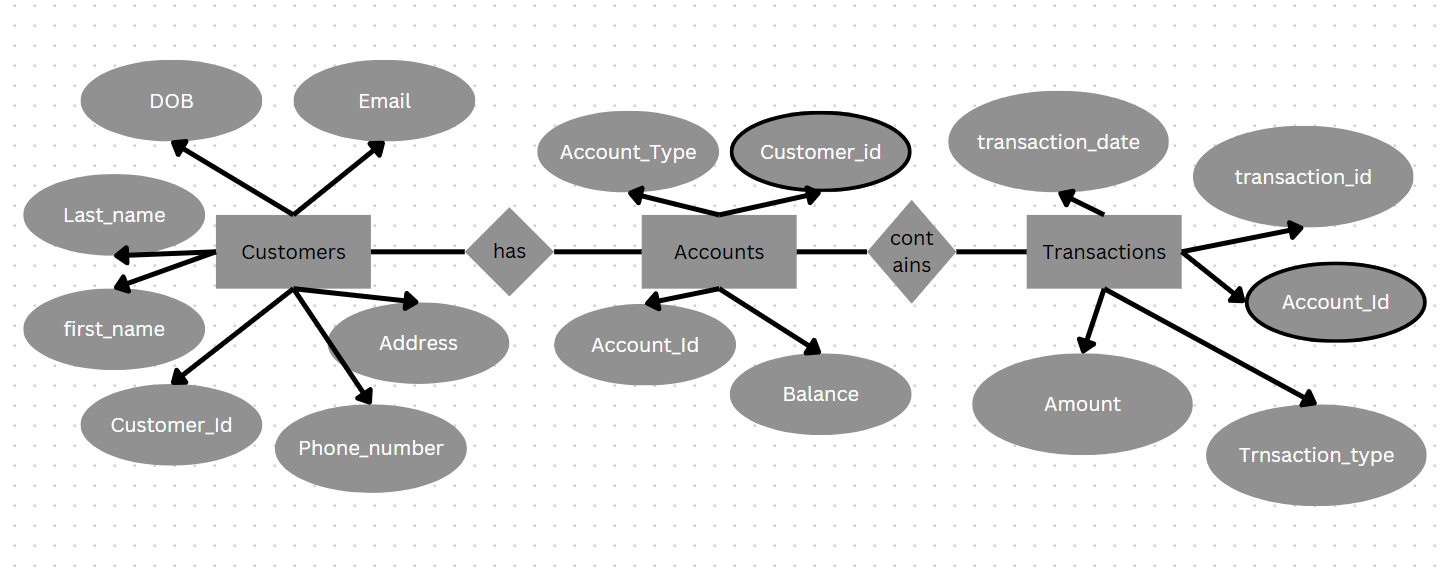 DOB
Email
Account_Type
Customer_id
transaction_date
transaction_id
Last_name
Customers
has
Accounts
cont
ains
Transactions
Account_Id
first_name
Address
Account_Id
Balance
Amount
Customer_Id
Phone_number
Trnsaction_type